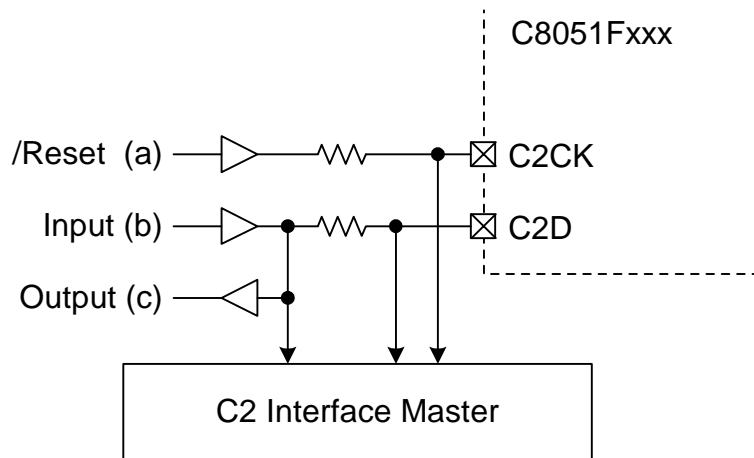 C8051Fxxx
/Reset (a)
C2CK
Input (b)
C2D
Output (c)
C2 Interface Master